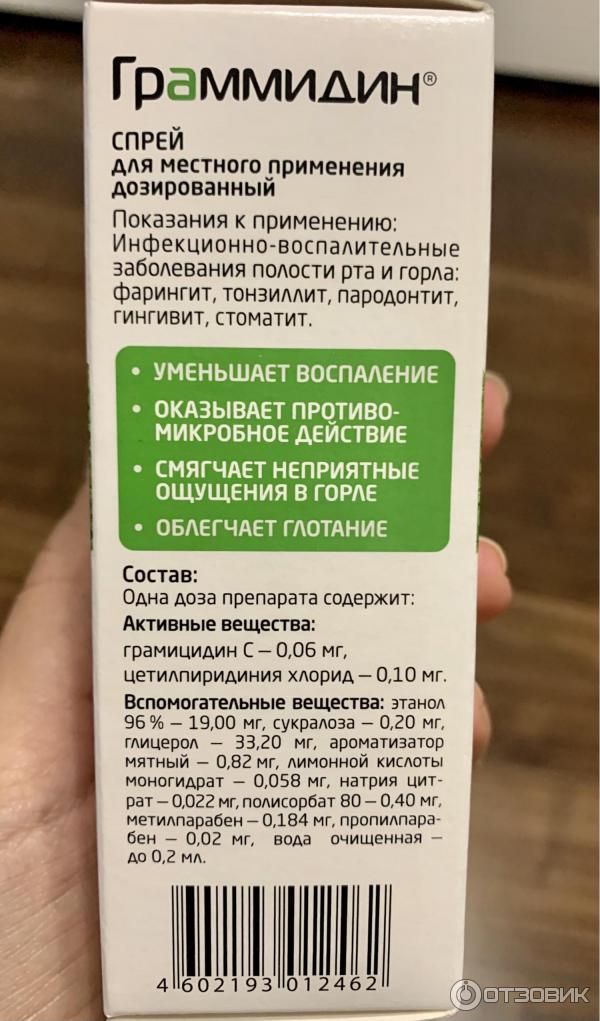 Граммидин®
СПРЕЙ
для местного применения
дозированный
Показания к применению:
Инфекционно-воспалительные
заболевания полости рта и горла:
фарингит, тонзиллит, пародонтит,
гингивит, стоматит.
• УМЕНЬШАЕТ ВОСПАЛЕНИЕ
• ОКАЗЫВАЕТ ПРОТИВО-
МИКРОБНОЕ ДЕЙСТВИЕ
• СМЯГЧАЕТ НЕПРИЯТНЫЕ
ОЩУЩЕНИЯ В ГОРЛЕ
• ОБЛЕГЧАЕТ ГЛОТАНИЕ
Состав:
Одна доза препарата содержит:
Активные вещества:
грамицидин С – 0,06 мг,
цетилпиридиния хлорид – 0,10 мг.
Вспомогательные вещества: этанол
96 % – 19,00 мг, сукралоза – 0,20 мг,
глицерол – 33,20 мг, ароматизатор
мятный – 0,82 мг, лимонной кислоты
моногидрат – 0,058 мг, натрия цит-
рат – 0,022 мг, полисорбат 80 – 0,40 мг,
метилпарабен – 0,184 мг, пропилпара-
бен – 0,02 мг, вода очищенная –
до 0,2 мл.
4 602193 012462
ОТЗОВИК